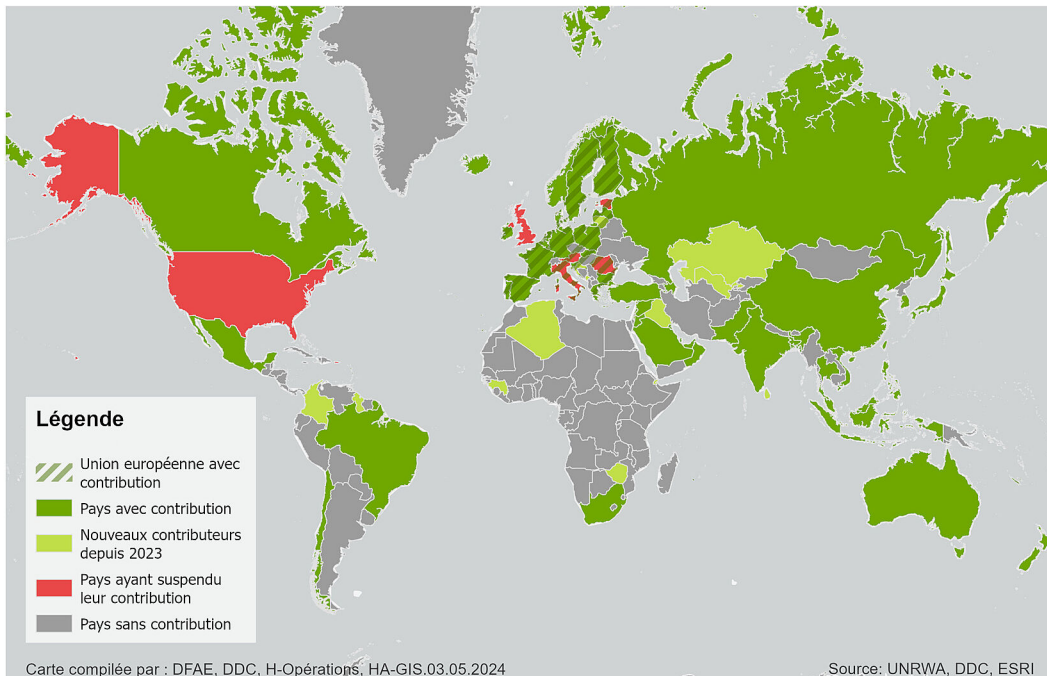 Légende
Union européenne avec
contribution
Pays avec contribution
Nouveaux contributeurs
depuis 2023
Pays ayant suspendu
leur contribution
Pays sans contribution
Carte compilée par : DFAE, DDC, H-Opérations, HA-GIS.03.05.2024
Source: UNRWA, DDC, ESRI